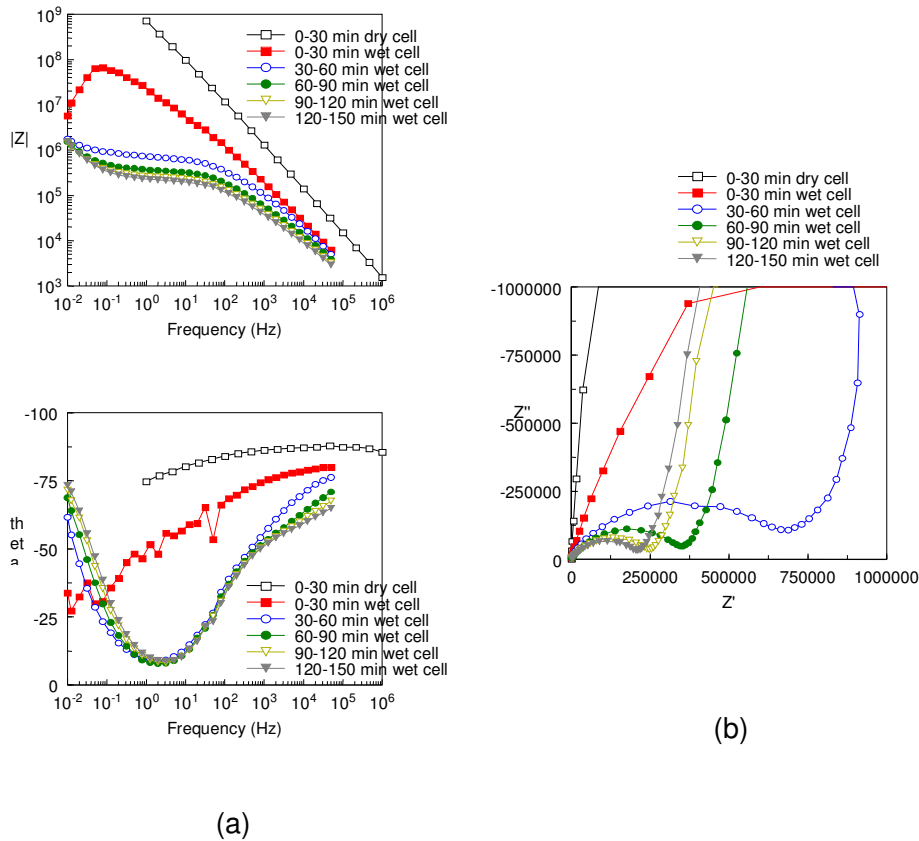 10^9
10^8
10^7
10^6
10^5
10^4
10^3
|Z|
0-30 min dry cell
0-30 min wet cell
30-60 min wet cell
60-90 min wet cell
90-120 min wet cell
120-150 min wet cell
10^-2 10^-1 10^0 10^1 10^2 10^3 10^4 10^5 10^6
Frequency (Hz)
-100
-75
-50
-25
0
th
et
a
0-30 min dry cell
0-30 min wet cell
30-60 min wet cell
60-90 min wet cell
90-120 min wet cell
120-150 min wet cell
10^-2 10^-1 10^0 10^1 10^2 10^3 10^4 10^5 10^6
Frequency (Hz)
(a)
0-30 min dry cell
0-30 min wet cell
30-60 min wet cell
60-90 min wet cell
90-120 min wet cell
120-150 min wet cell
-1000000
-750000
-500000
-250000
0
Z''
0 250000 500000 750000 1000000
Z'
(b)